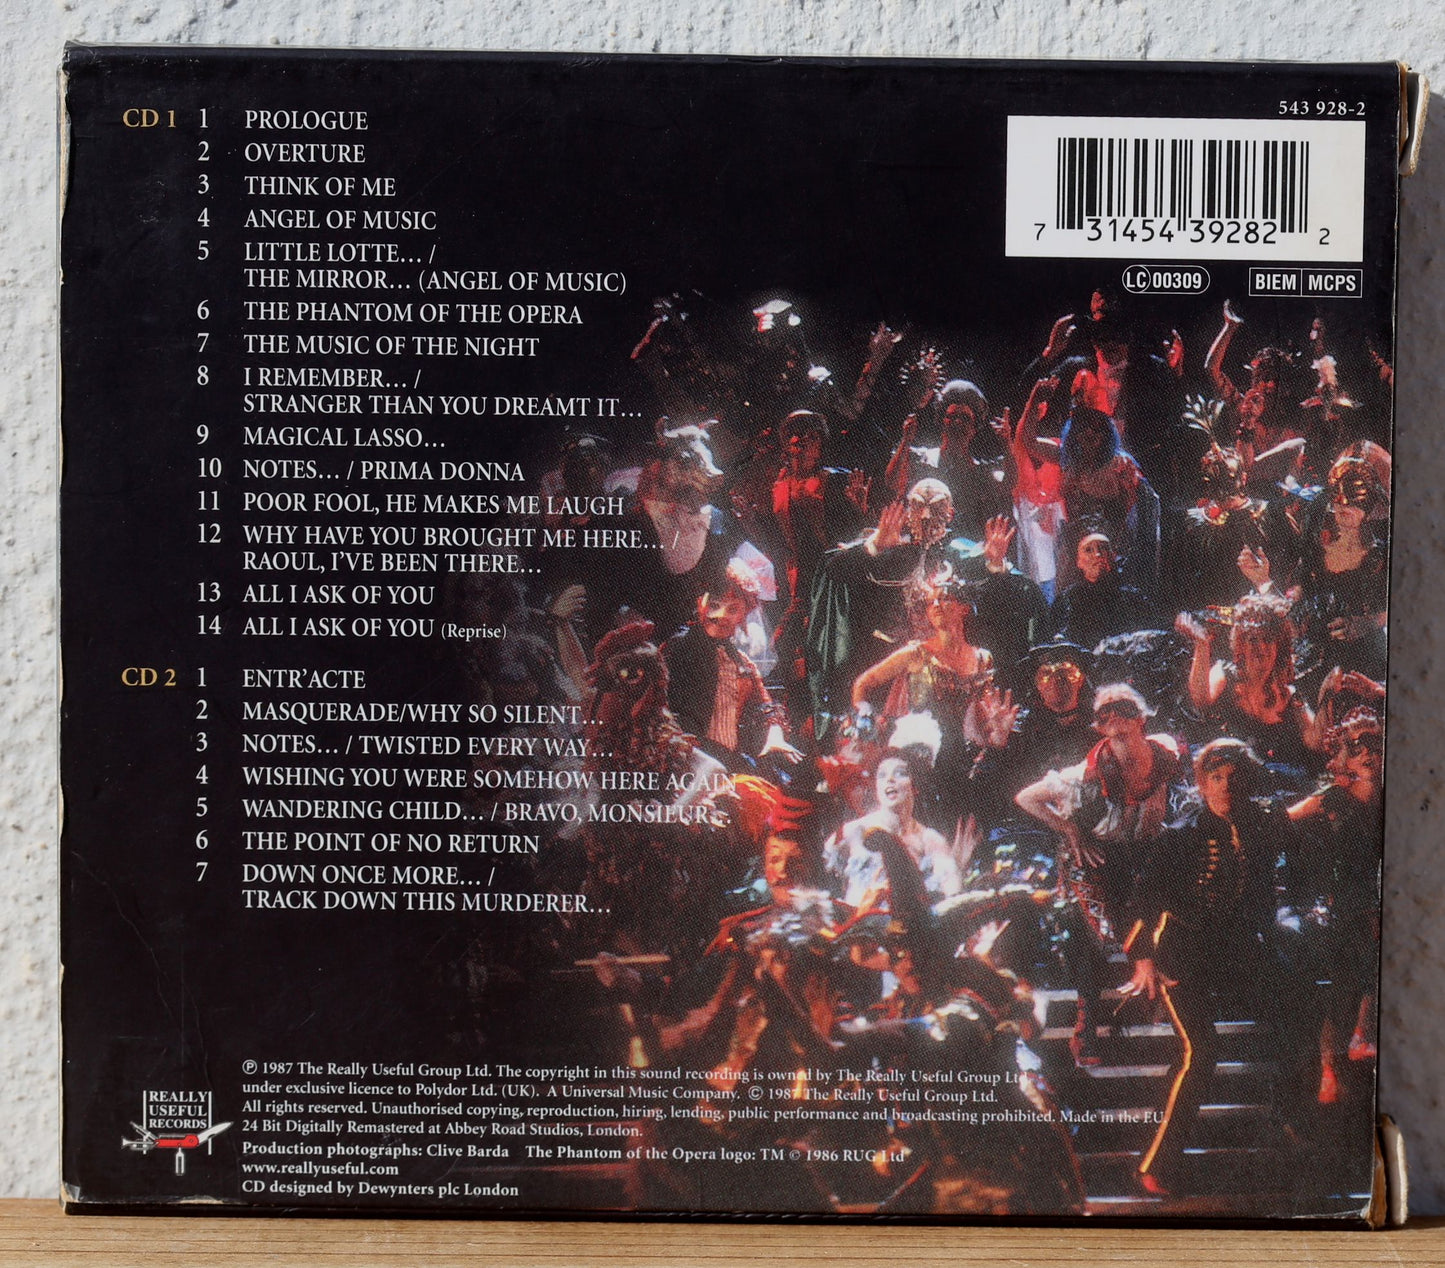 CD 1 1 PROLOGUE
2 OVERTURE
3 THINK OF ME
4 ANGEL OF MUSIC
5 LITTLE LOTTE... /
THE MIRROR... (ANGEL OF MUSIC)
6 THE PHANTOM OF THE OPERA
7 THE MUSIC OF THE NIGHT
8 I REMEMBER... /
STRANGER THAN YOU DREAMT IT...
9 MAGICAL LASSO...
10 NOTES... / PRIMA DONNA
11 POOR FOOL, HE MAKES ME LAUGH
12 WHY HAVE YOU BROUGHT ME HERE... /
RAOUL, I'VE BEEN THERE...
13 ALL I ASK OF YOU
14 ALL I ASK OF YOU (Reprise)
CD 2 1 ENTR'ACTE
2 MASQUERADE/WHY SO SILENT...
3 NOTES... / TWISTED EVERY WAY...
4 WISHING YOU WERE SOMEHOW HERE AGAIN
5 WANDERING CHILD... / BRAVO, MONSIEUR...
6 THE POINT OF NO RETURN
7 DOWN ONCE MORE... /
TRACK DOWN THIS MURDERER...
543 928-2
7 31454 39282 2
LC 00309
BIEM MCPS
REALLY
USEFUL
RECORDS
℗ 1987 The Really Useful Group Ltd. The copyright in this sound recording is owned by The Really Useful Group Ltd
under exclusive licence to Polydor Ltd. (UK). A Universal Music Company. © 1987 The Really Useful Group Ltd.
All rights reserved. Unauthorised copying, reproduction, hiring, lending, public performance and broadcasting prohibited. Made in the EU
24 Bit Digitally Remastered at Abbey Road Studios, London.
Production photographs: Clive Barda The Phantom of the Opera logo: TM © 1986 RUG Ltd
www.reallyuseful.com
CD designed by Dewynters plc London